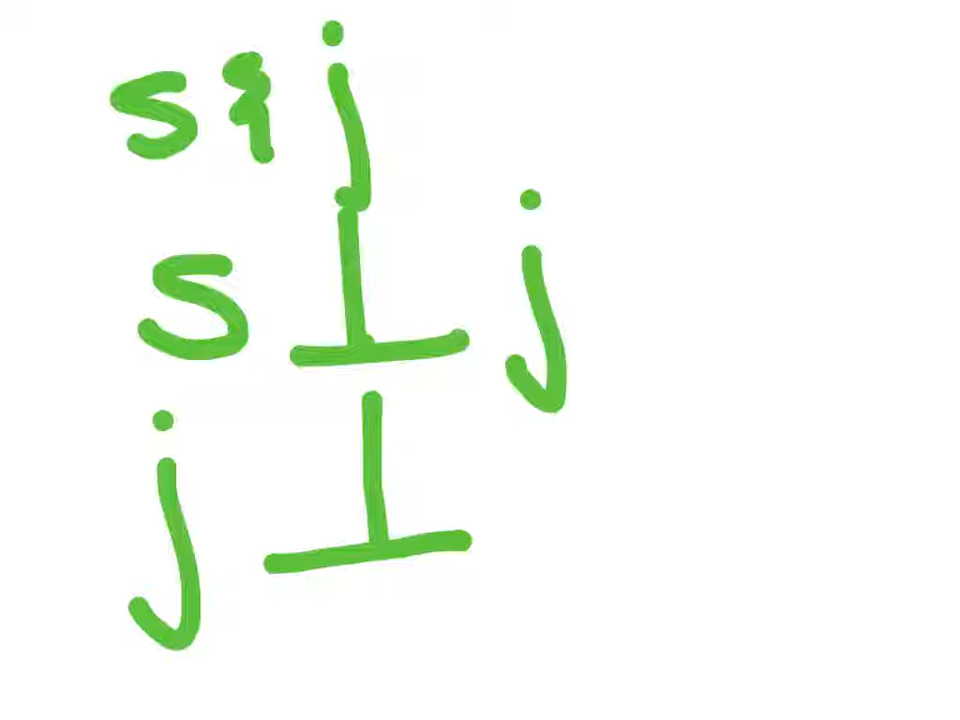 s j
s ⊥ j
j ⊥